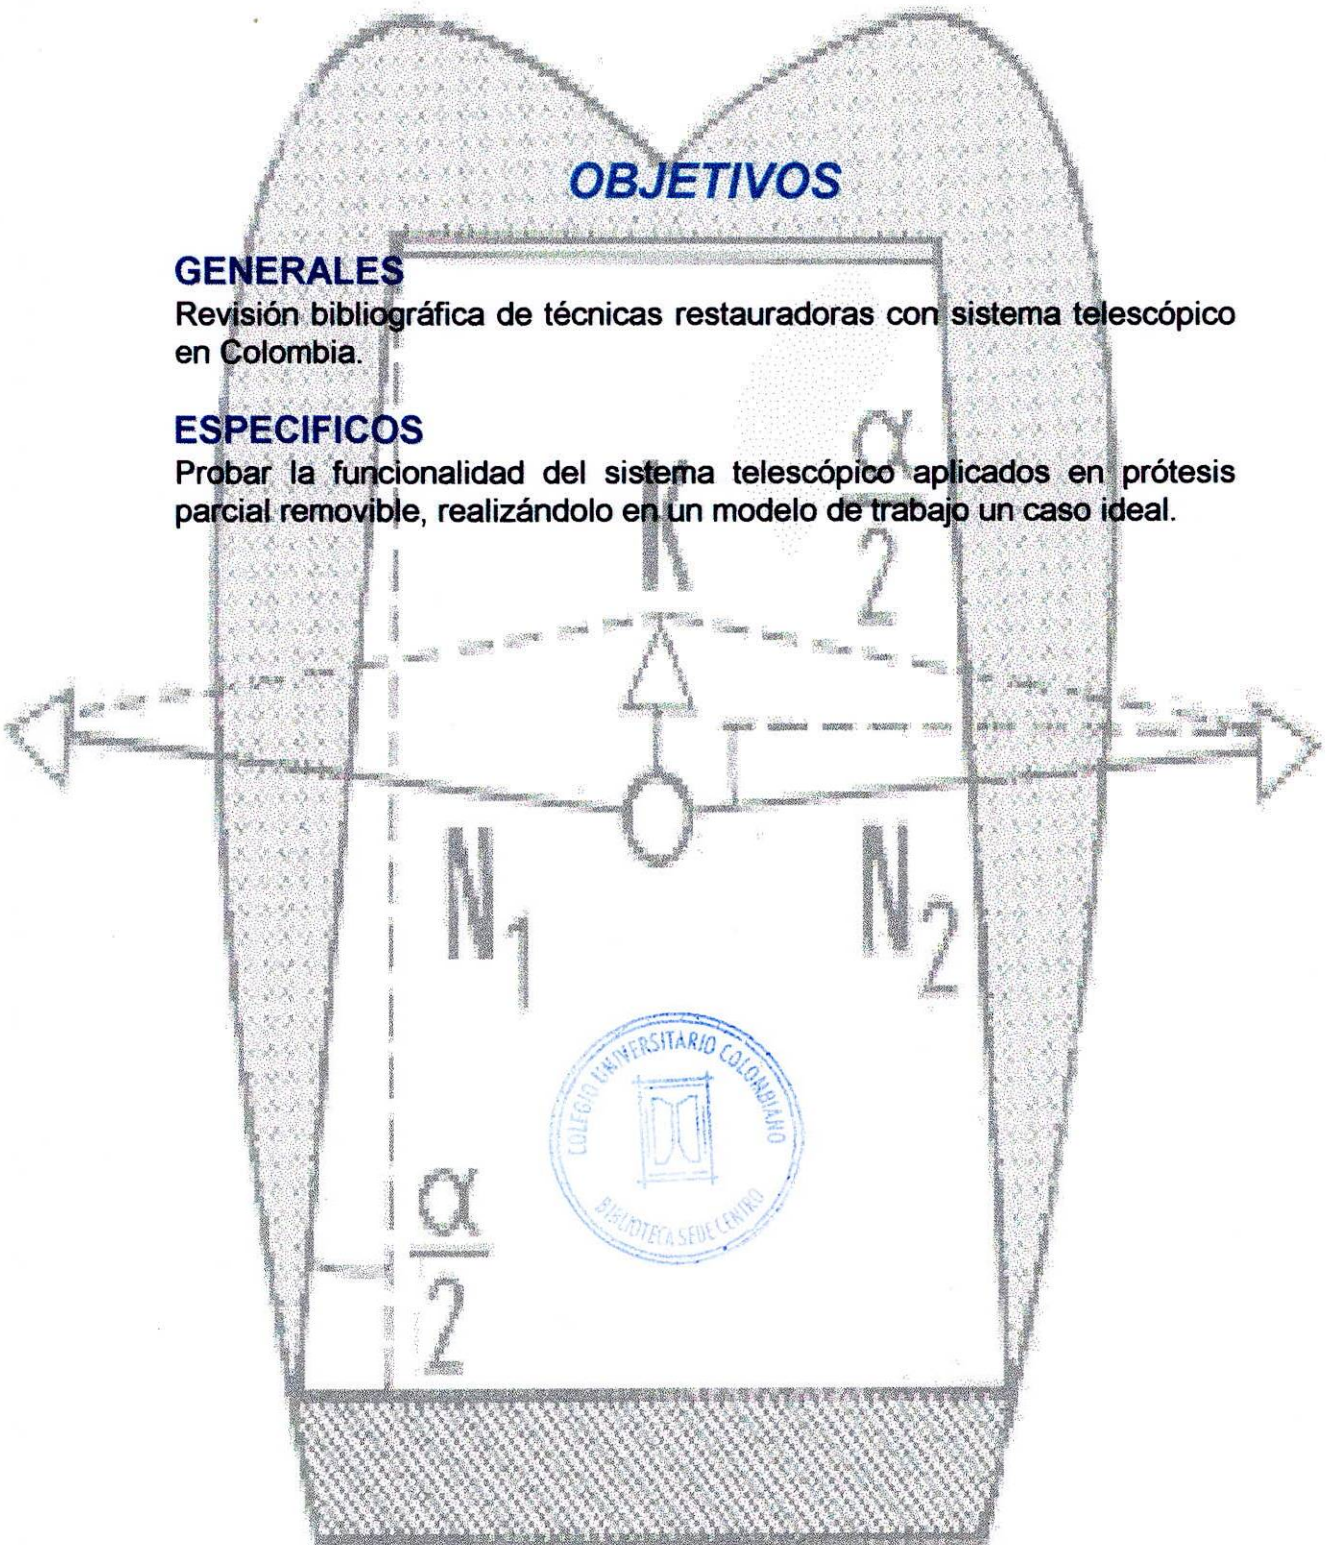 OBJETIVOS
GENERALES
Revisión bibliográfica de técnicas restauradoras con sistema telescópico
en Colombia.
ESPECIFICOS
Probar la funcionalidad del sistema telescópico aplicados en prótesis
parcial removible, realizándolo en un modelo de trabajo un caso ideal.
α
2
K
N1
N2
COLEGIO UNIVERSITARIO COLOMBIANO
BIBLIOTECA SEDE CENTRO
α
2